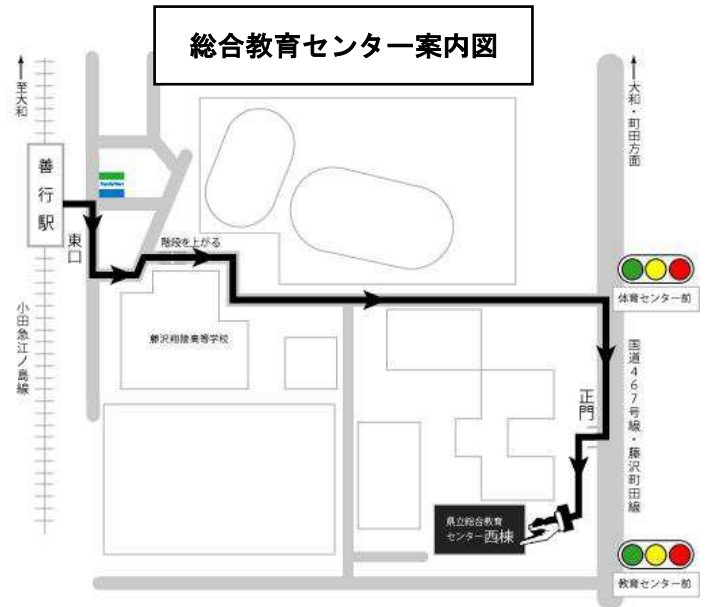 総合教育センター案内図
至大和
大和・町田方面
善行駅
FamilyMart
東口
階段を上がる
体育センター前
小田急江ノ島線
藤沢翔陵高等学校
国道467号線・藤沢町田線
正門
県立総合教育
センター西棟
教育センター前